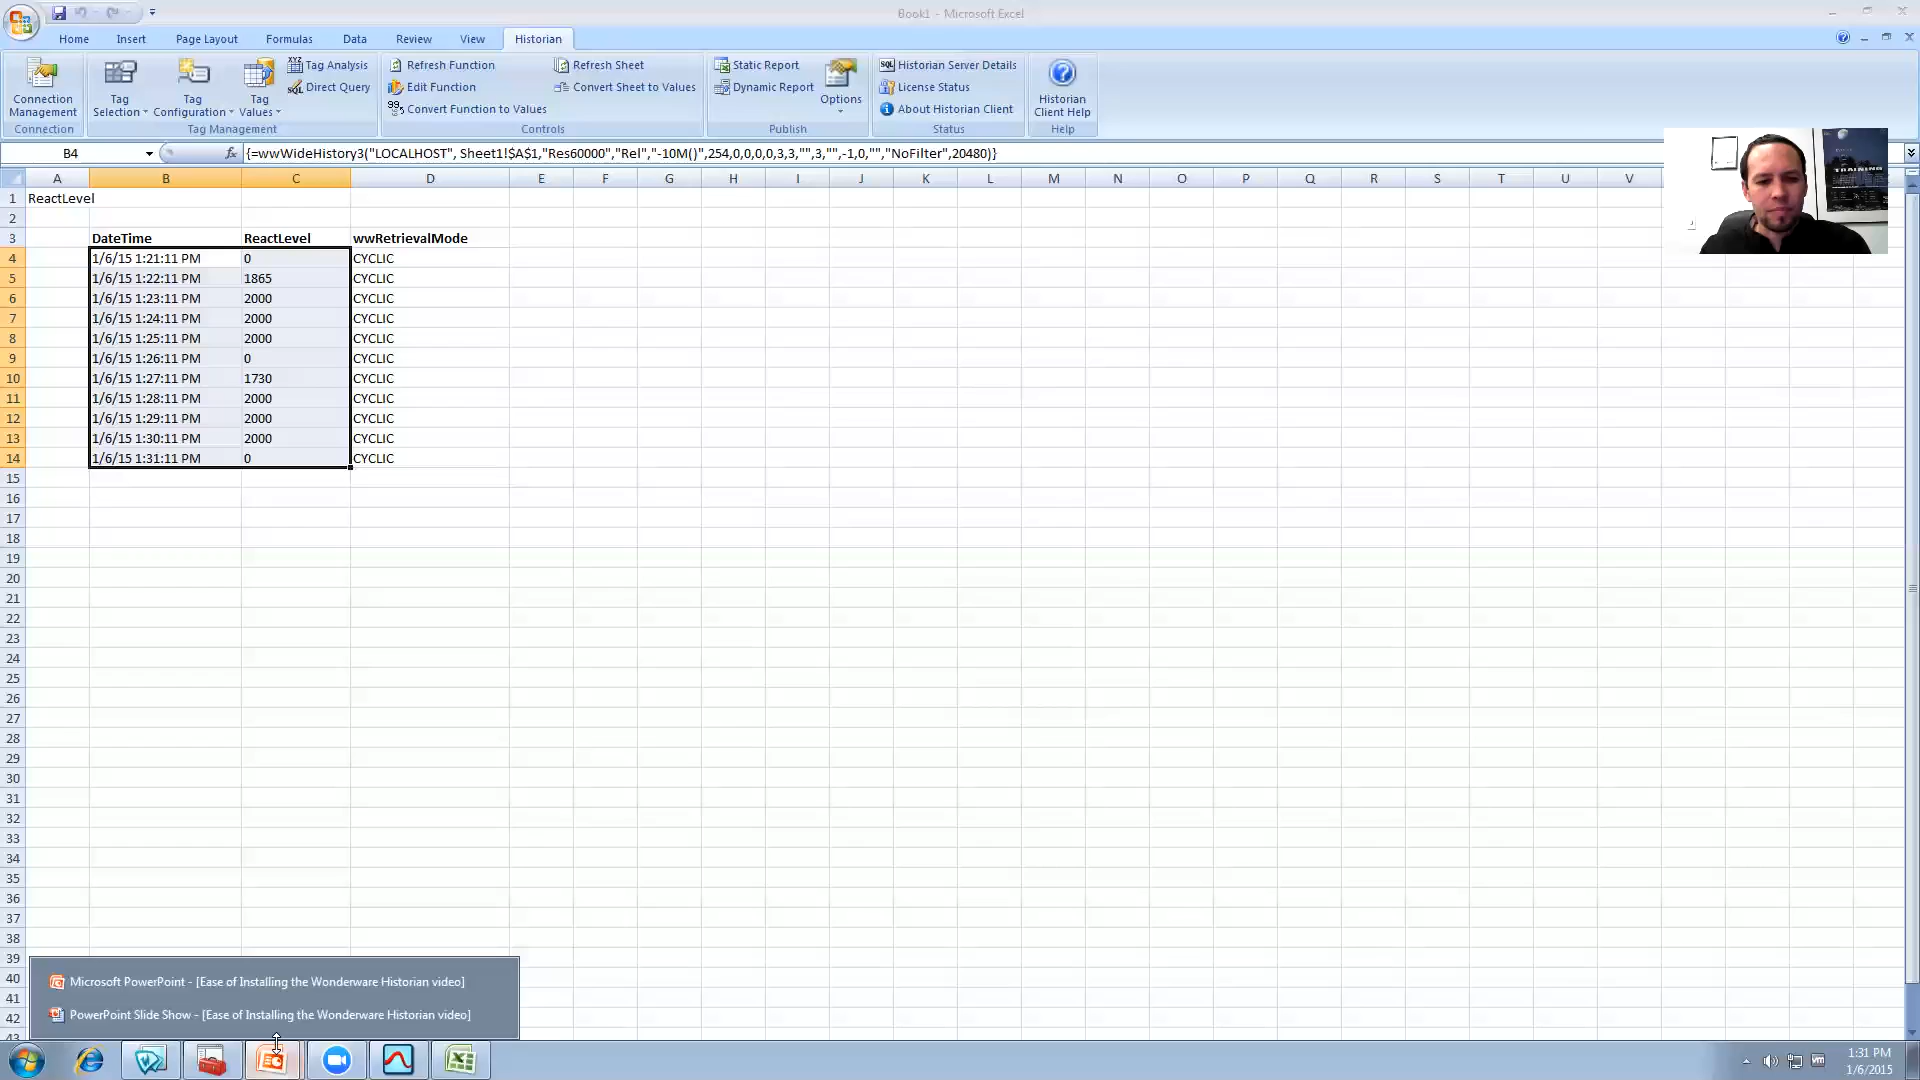 Book1 - Microsoft Excel
Home Insert Page Layout Formulas Data Review View Historian
Connection Management
Tag Selection
Tag Configuration
Tag Values
Tag Analysis
Direct Query
Refresh Function
Edit Function
Convert Function to Values
Refresh Sheet
Convert Sheet to Values
Static Report
Dynamic Report
Options
Historian Server Details
License Status
About Historian Client
Historian Client Help
Connection Tag Management Controls Publish Status Help
B4 fx {=wwWideHistory3("LOCALHOST", Sheet1!$A$1,"Res60000","Rel","-10M()",254,0,0,0,0,3,3,"",3,"",-1,0,"","NoFilter",20480)}
TRAINING
A B C D E F G H I J K L M N O P Q R S T U V
1 ReactLevel
2
3 DateTime ReactLevel wwRetrievalMode
4 1/6/15 1:21:11 PM 0 CYCLIC
5 1/6/15 1:22:11 PM 1865 CYCLIC
6 1/6/15 1:23:11 PM 2000 CYCLIC
7 1/6/15 1:24:11 PM 2000 CYCLIC
8 1/6/15 1:25:11 PM 2000 CYCLIC
9 1/6/15 1:26:11 PM 0 CYCLIC
10 1/6/15 1:27:11 PM 1730 CYCLIC
11 1/6/15 1:28:11 PM 2000 CYCLIC
12 1/6/15 1:29:11 PM 2000 CYCLIC
13 1/6/15 1:30:11 PM 2000 CYCLIC
14 1/6/15 1:31:11 PM 0 CYCLIC
15
16
17
18
19
20
21
22
23
24
25
26
27
28
29
30
31
32
33
34
35
36
37
38
39
40
41
42
43
Microsoft PowerPoint - [Ease of Installing the Wonderware Historian video]
PowerPoint Slide Show - [Ease of Installing the Wonderware Historian video]
1:31 PM
1/6/2015